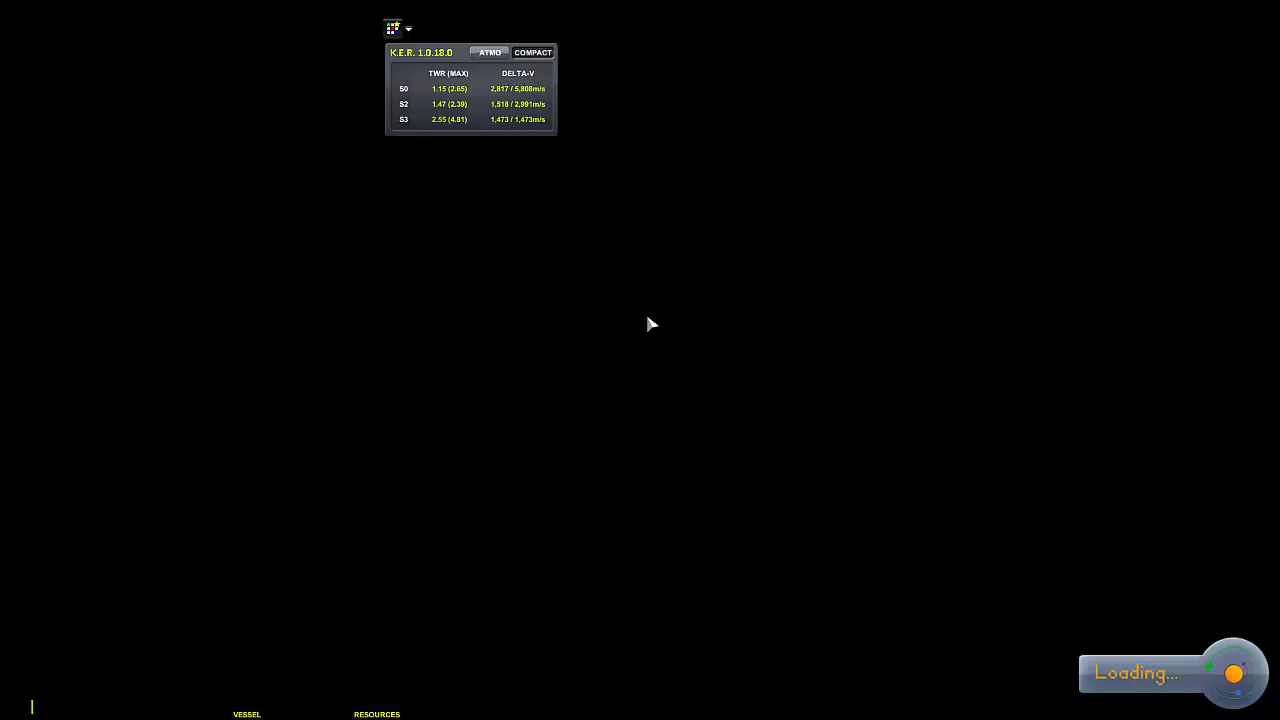 K.E.R. 1.0.18.0 ATMO COMPACT
TWR (MAX) DELTA-V
S0 1.15 (2.65) 2,817 / 5,808m/s
S2 1.47 (2.39) 1,518 / 2,991m/s
S3 2.55 (4.81) 1,473 / 1,473m/s
Loading...
VESSEL RESOURCES